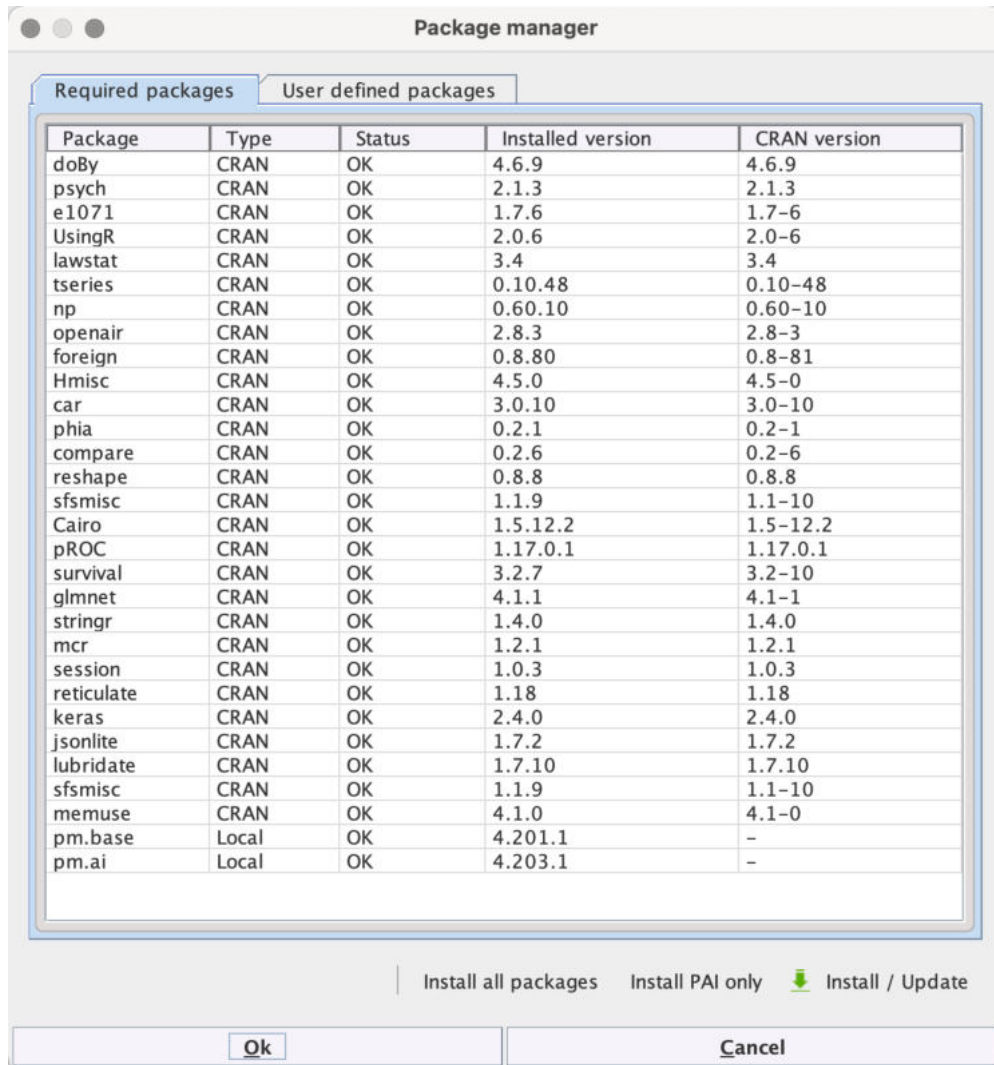 Package manager
Required packages User defined packages
Package Type Status Installed version CRAN version
doBy CRAN OK 4.6.9 4.6.9
psych CRAN OK 2.1.3 2.1.3
e1071 CRAN OK 1.7.6 1.7-6
UsingR CRAN OK 2.0.6 2.0-6
lawstat CRAN OK 3.4 3.4
tseries CRAN OK 0.10.48 0.10-48
np CRAN OK 0.60.10 0.60-10
openair CRAN OK 2.8.3 2.8-3
foreign CRAN OK 0.8.80 0.8-81
Hmisc CRAN OK 4.5.0 4.5-0
car CRAN OK 3.0.10 3.0-10
phia CRAN OK 0.2.1 0.2-1
compare CRAN OK 0.2.6 0.2-6
reshape CRAN OK 0.8.8 0.8.8
sfsmisc CRAN OK 1.1.9 1.1-10
Cairo CRAN OK 1.5.12.2 1.5-12.2
pROC CRAN OK 1.17.0.1 1.17.0.1
survival CRAN OK 3.2.7 3.2-10
glmnet CRAN OK 4.1.1 4.1-1
stringr CRAN OK 1.4.0 1.4.0
mcr CRAN OK 1.2.1 1.2.1
session CRAN OK 1.0.3 1.0.3
reticulate CRAN OK 1.18 1.18
keras CRAN OK 2.4.0 2.4.0
jsonlite CRAN OK 1.7.2 1.7.2
lubridate CRAN OK 1.7.10 1.7.10
sfsmisc CRAN OK 1.1.9 1.1-10
memuse CRAN OK 4.1.0 4.1-0
pm.base Local OK 4.201.1 -
pm.ai Local OK 4.203.1 -
Install all packages Install PAI only Install / Update
Ok Cancel